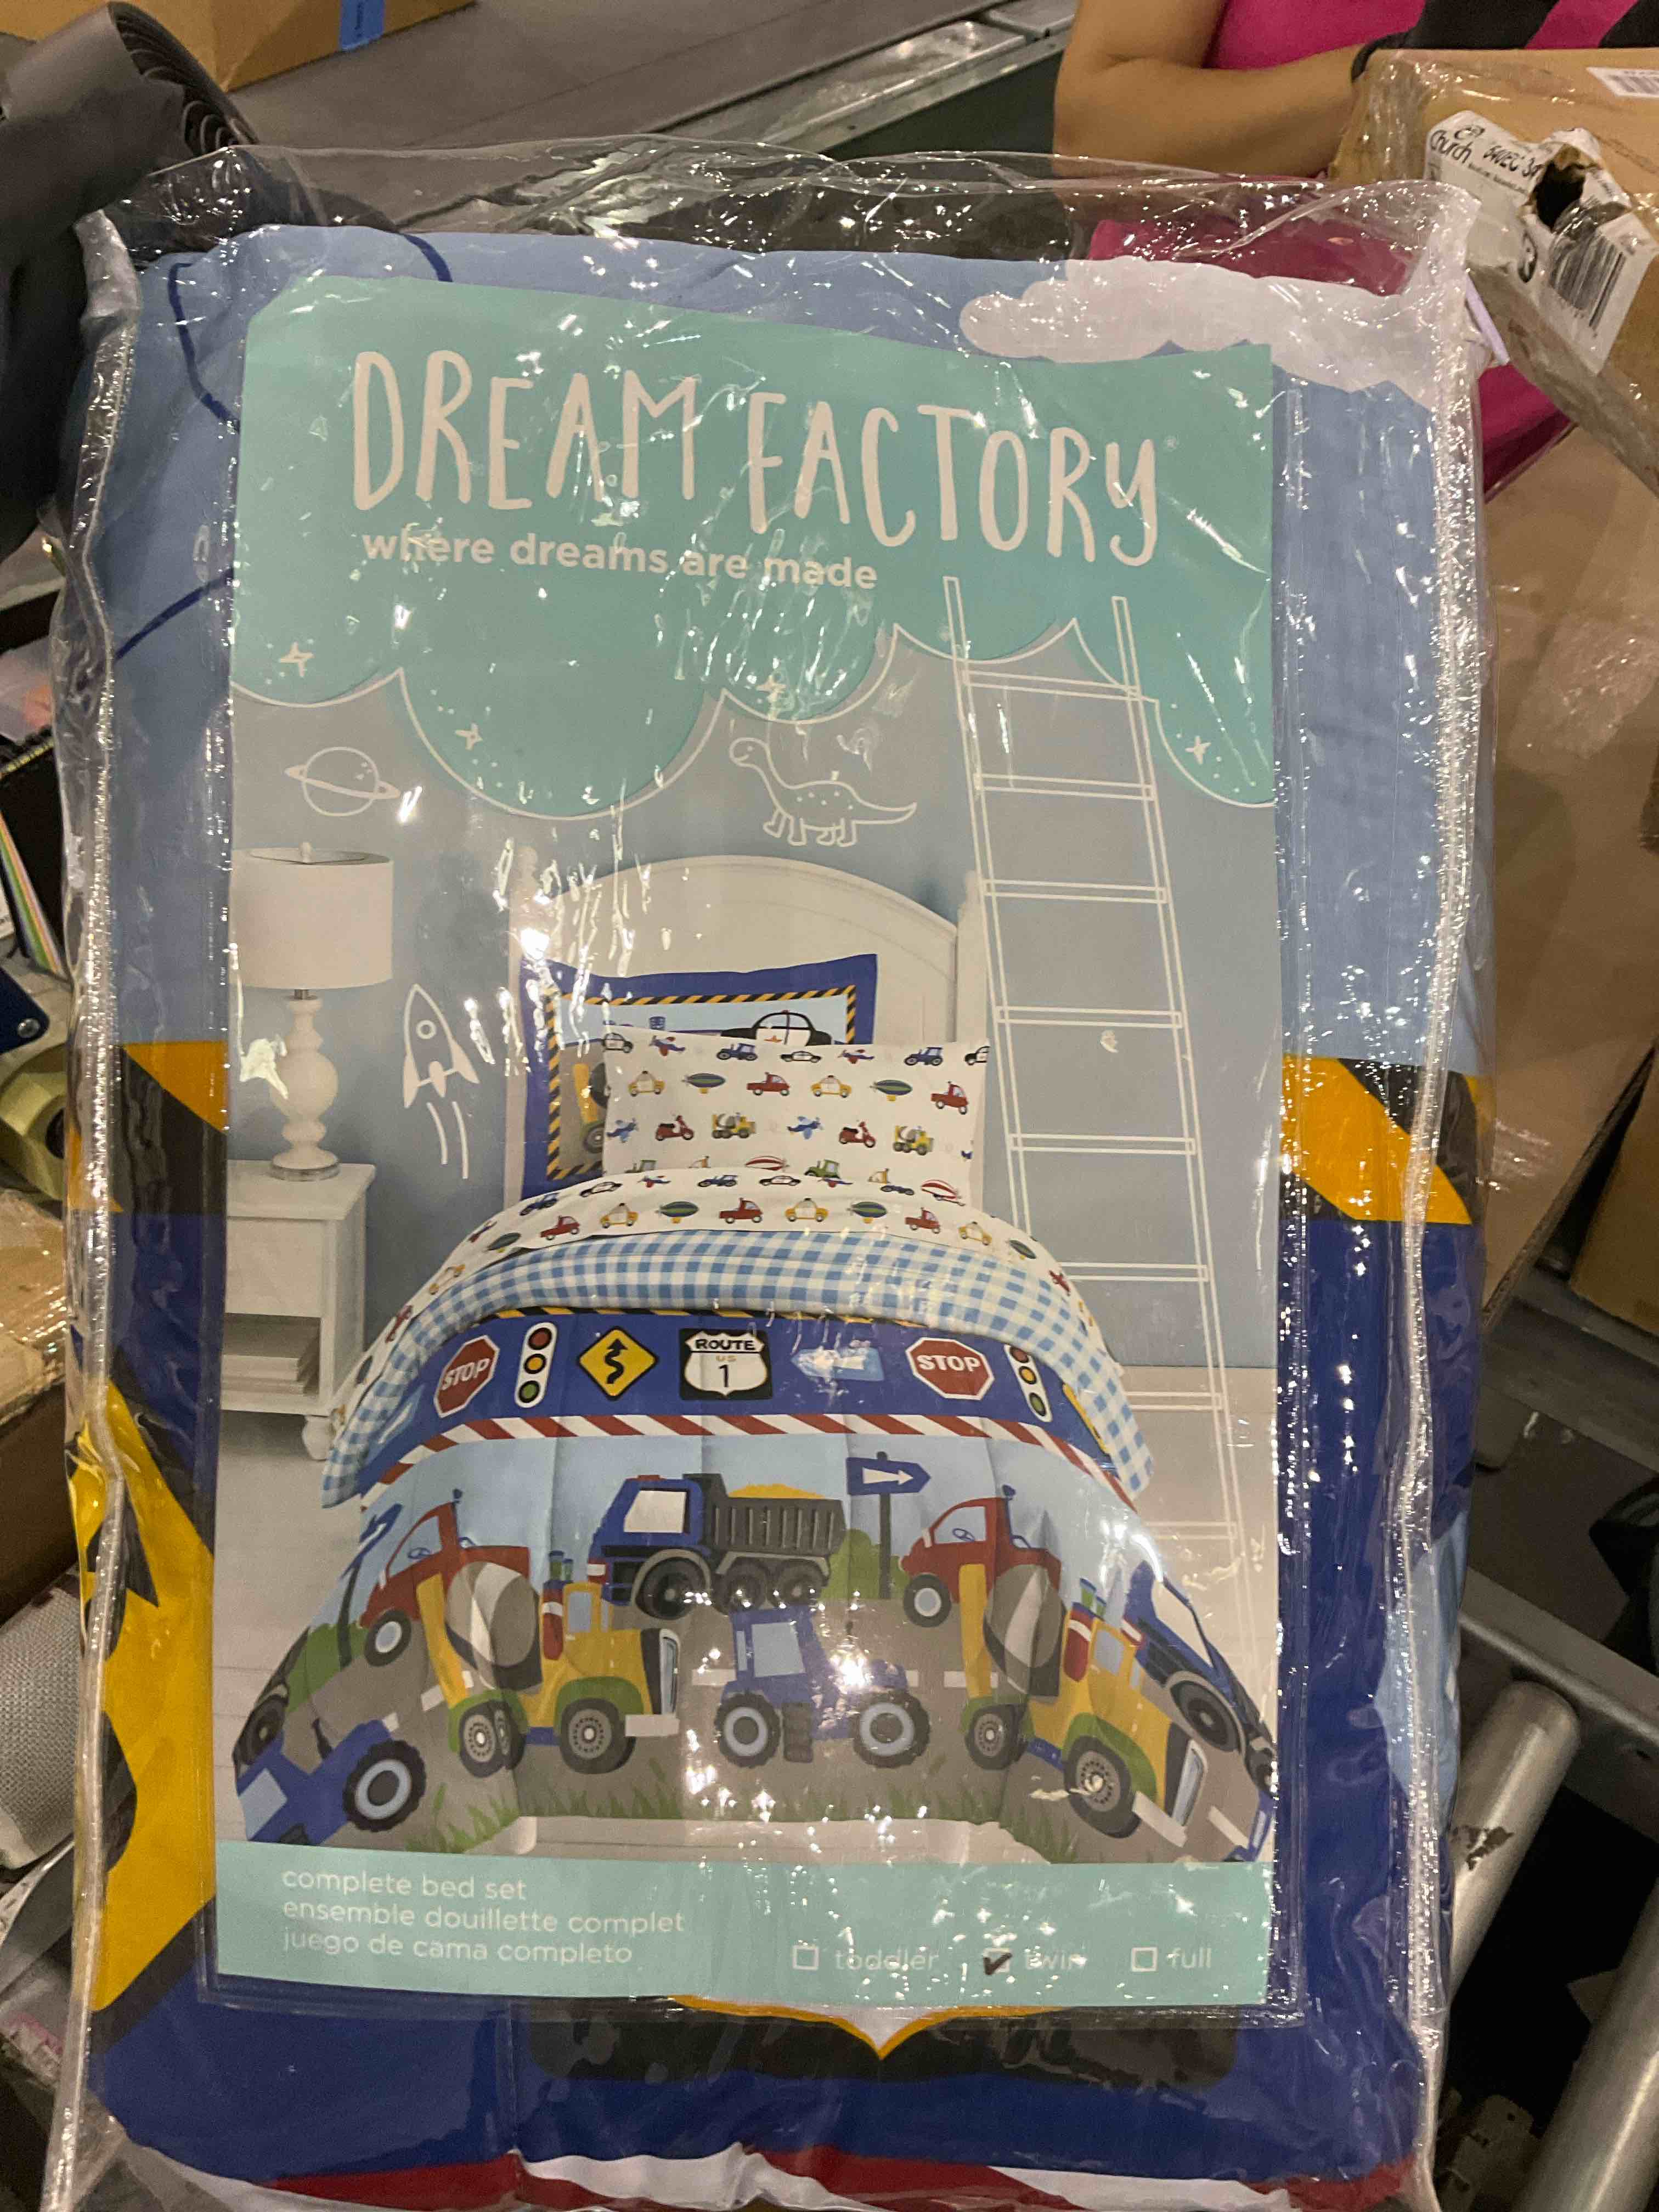 Church
DREAM FACTORY
where dreams are made
STOP
ROUTE
US
1
STOP
complete bed set
ensemble douillette complet
juego de cama completo
toddler
twin
full